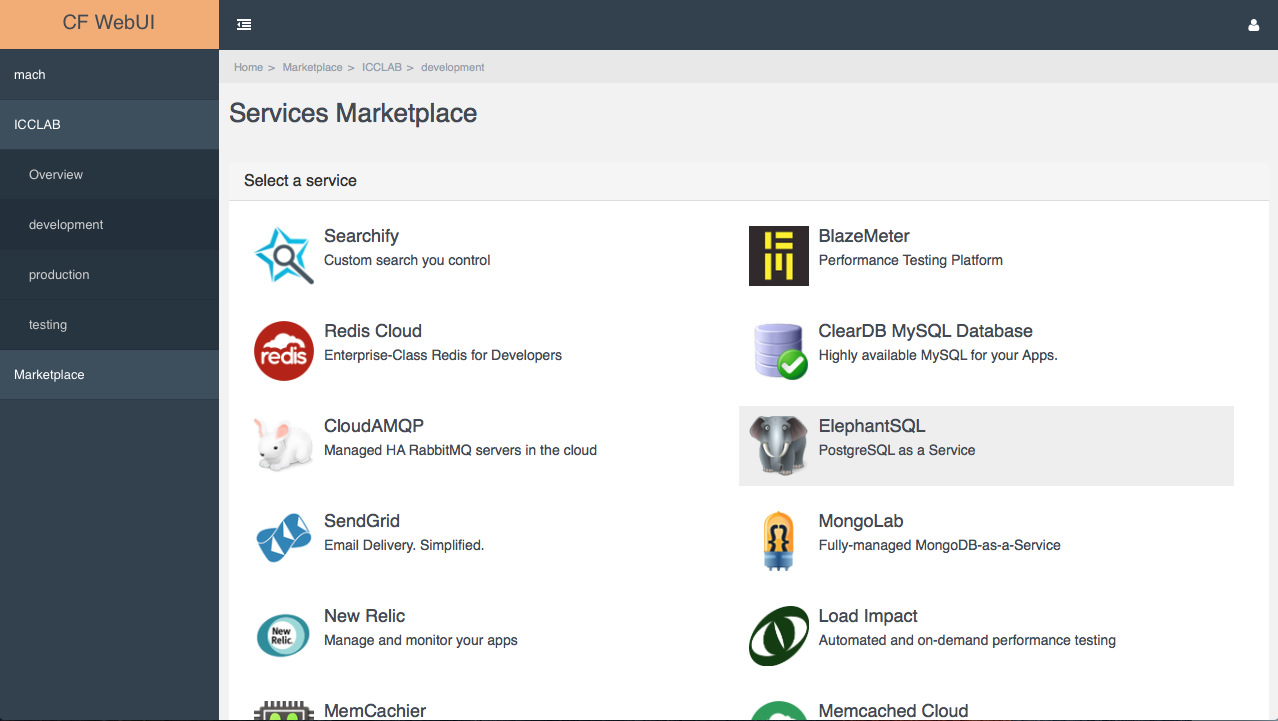 CF WebUI
mach
ICCLAB
Overview
development
production
testing
Marketplace
Home > Marketplace > ICCLAB > development
Services Marketplace
Select a service
Searchify
Custom search you control
BlazeMeter
Performance Testing Platform
redis
Redis Cloud
Enterprise-Class Redis for Developers
ClearDB MySQL Database
Highly available MySQL for your Apps.
CloudAMQP
Managed HA RabbitMQ servers in the cloud
ElephantSQL
PostgreSQL as a Service
SendGrid
Email Delivery. Simplified.
MongoLab
Fully-managed MongoDB-as-a-Service
New
Relic.
New Relic
Manage and monitor your apps
Load Impact
Automated and on-demand performance testing
MemCachier
Memcached Cloud